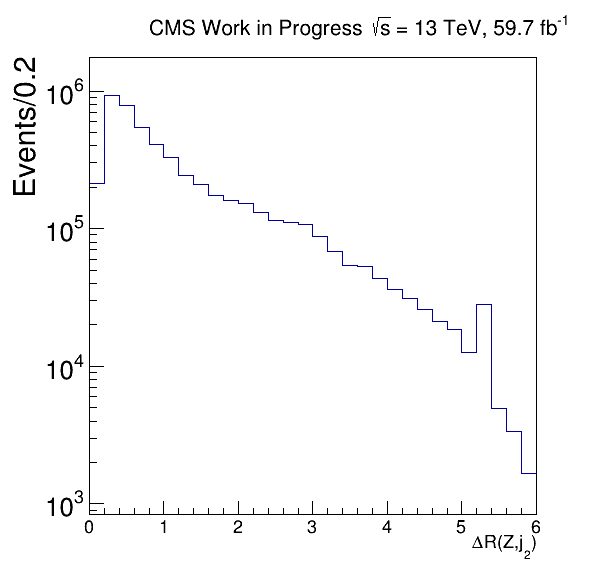 CMS Work in Progress √s = 13 TeV, 59.7 fb⁻¹
Events/0.2
10⁶
10⁵
10⁴
10³
0 1 2 3 4 5 6
ΔR(Z,j₂)